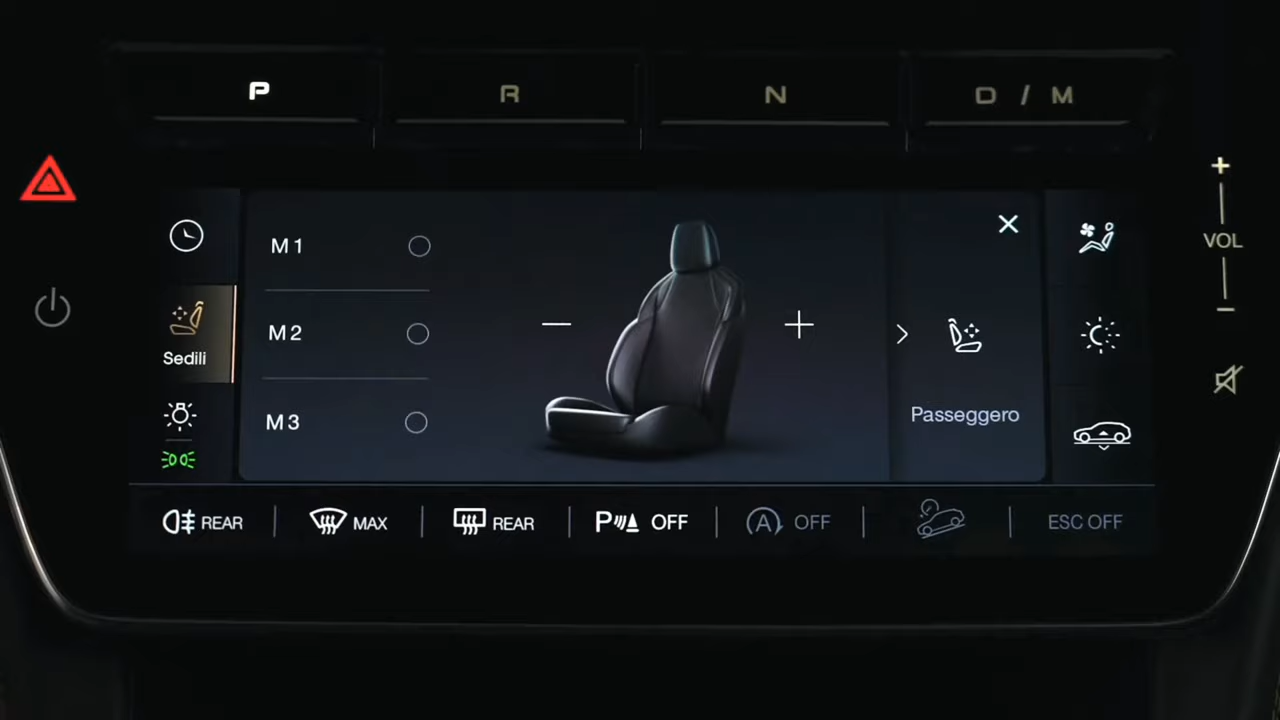 P
R
N
D / M
+
VOL
−
M 1
M 2
M 3
Sedili
Passeggero
REAR
MAX
REAR
P OFF
A OFF
ESC OFF